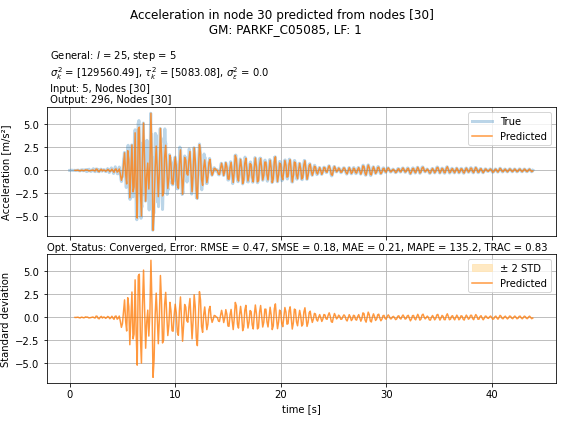 Acceleration in node 30 predicted from nodes [30]
GM: PARKF_C05085, LF: 1
General: l = 25, step = 5
σ²ₖ = [129560.49], τ²ₖ = [5083.08], σ²ε = 0.0
Input: 5, Nodes [30]
Output: 296, Nodes [30]
Acceleration [m/s²]
5.0
2.5
0.0
−2.5
−5.0
True
Predicted
Opt. Status: Converged, Error: RMSE = 0.47, SMSE = 0.18, MAE = 0.21, MAPE = 135.2, TRAC = 0.83
Standard deviation
5.0
2.5
0.0
−2.5
−5.0
± 2 STD
Predicted
0 10 20 30 40
time [s]